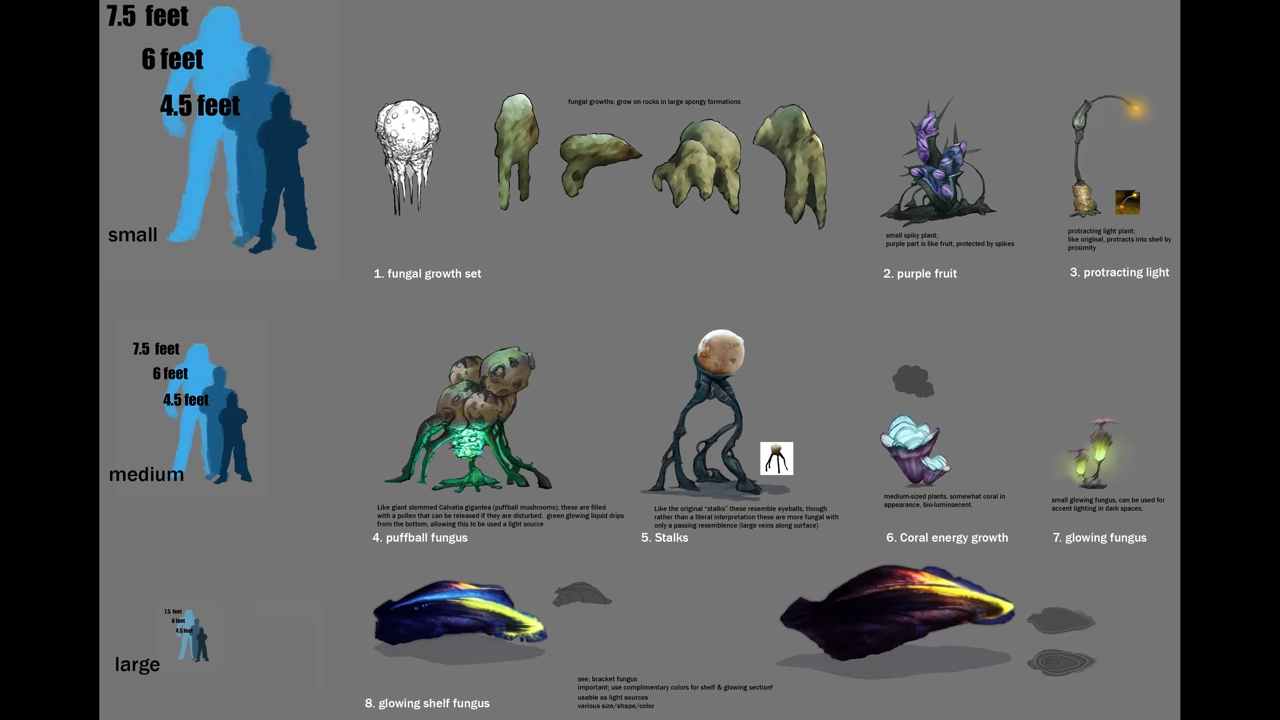 7.5 feet
6 feet
4.5 feet
small
fungal growths; grow on rocks in large spongy formations
small spiky plant;
purple part is like fruit, protected by spikes
protracting light plant;
like original, protracts into shell by
proximity
1. fungal growth set
2. purple fruit
3. protracting light
7.5 feet
6 feet
4.5 feet
medium
Like giant stemmed Calvatia gigantea (puffball mushrooms); these are filled
with a pollen that can be released if they are disturbed. green glowing liquid drips
from the bottom, allowing this to be used a light source
Like the original "stalks" these resemble eyeballs, though
rather than a literal interpretation these are more fungal with
only a passing resemblence (large veins along surface)
medium-sized plants. somewhat coral in
appearance, bio-luminsecent.
small glowing fungus, can be used for
accent lighting in dark spaces.
4. puffball fungus
5. Stalks
6. Coral energy growth
7. glowing fungus
7.5 feet
6 feet
4.5 feet
large
see; bracket fungus
important; use complimentary colors for shelf & glowing section!
usable as light sources
various size/shape/color
8. glowing shelf fungus